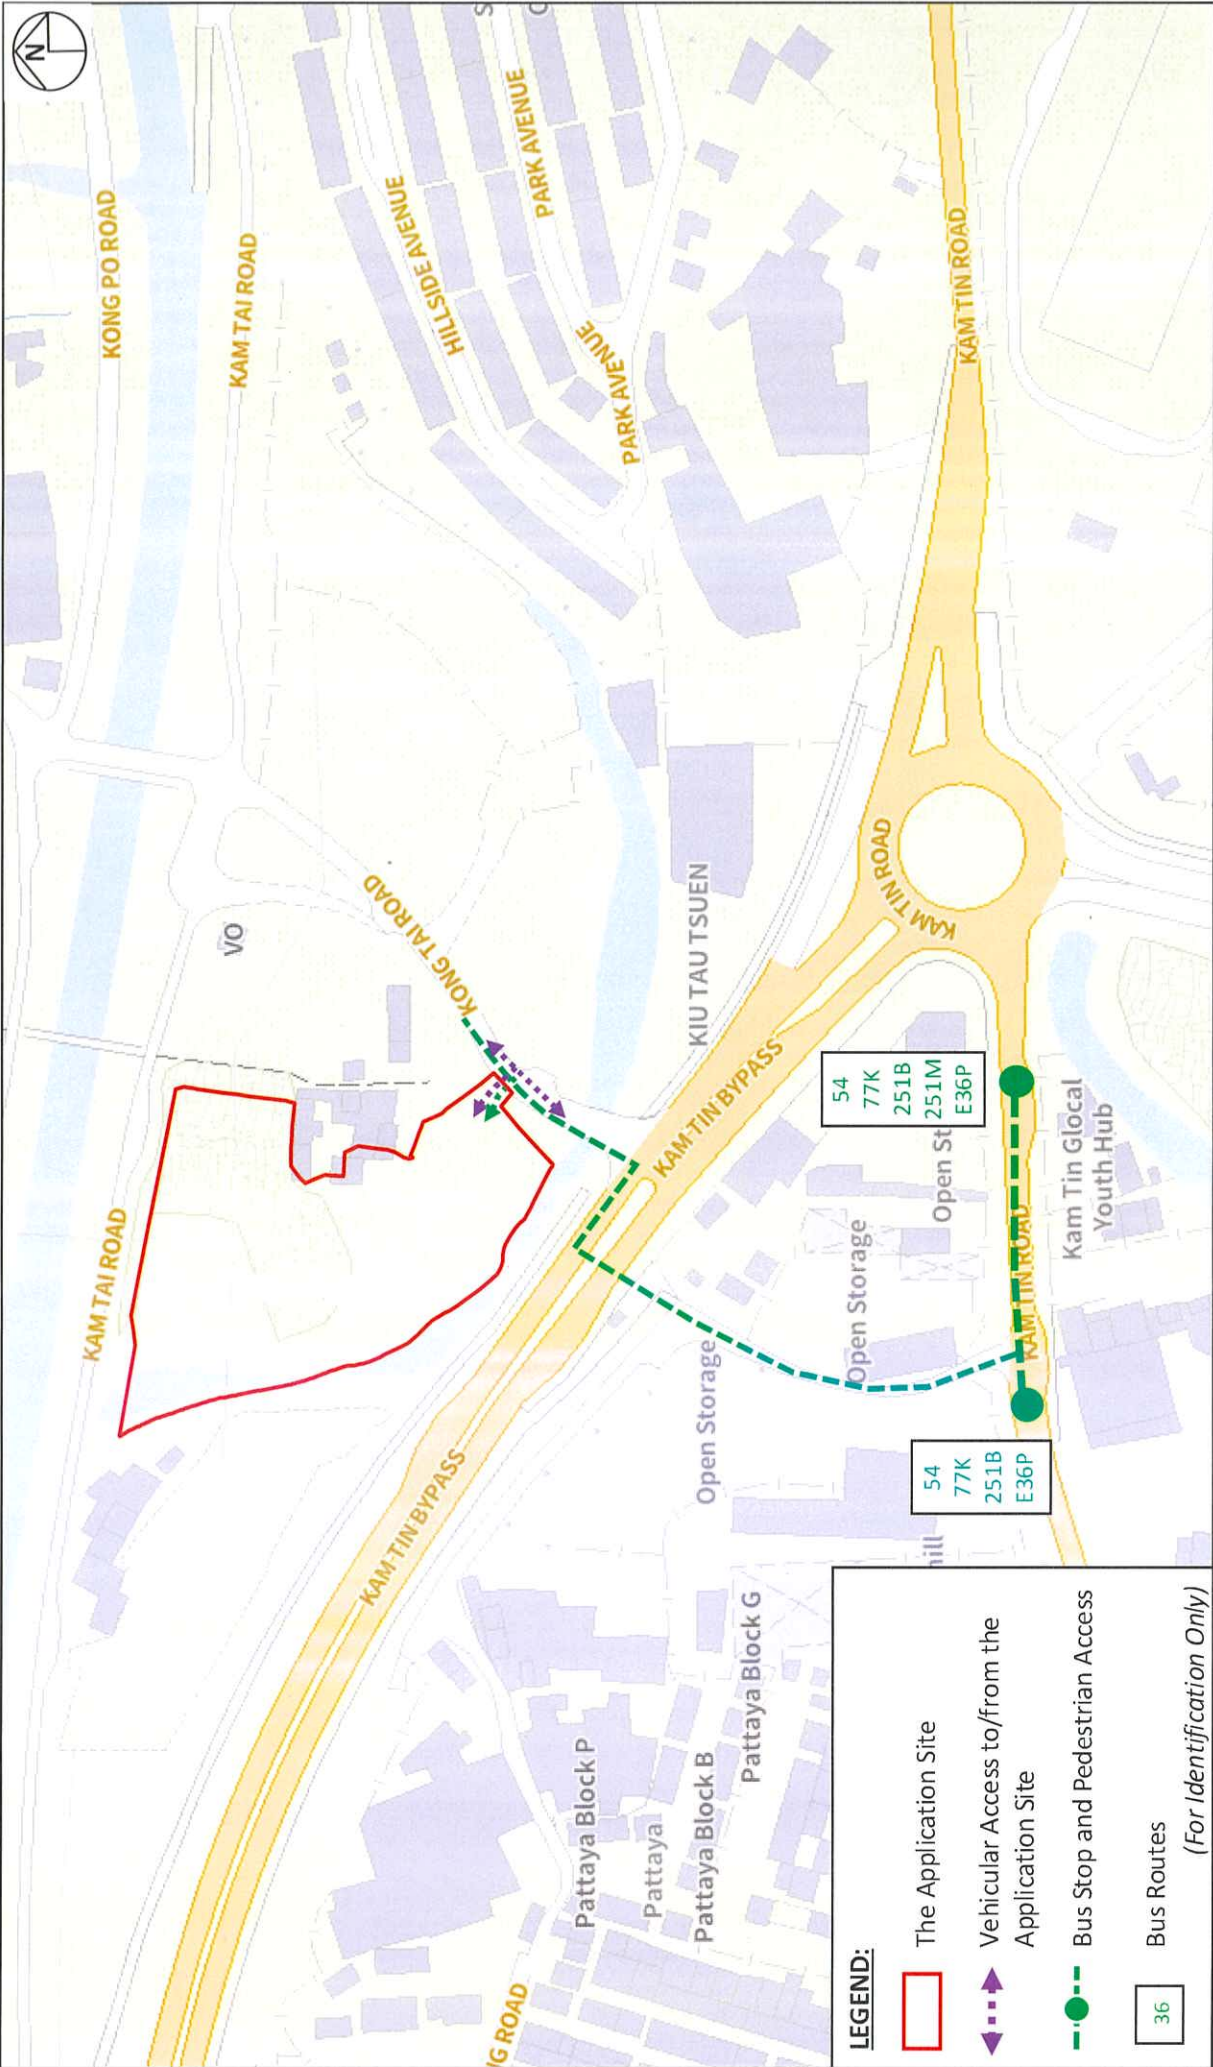 N
KONG PO ROAD
KAM TAI ROAD
HILLSIDE AVENUE
PARK AVENUE
PARK AVENUE
KAM TIN ROAD
KAM TAI ROAD
VO
KONG TAI ROAD
KIU TAU TSUEN
KAM TIN ROAD
KAM TIN BYPASS
KAM TIN BYPASS
Open Storage
Open Storage
Open St
54
77K
251B
251M
E36P
KAM TIN ROAD
Kam Tin Glocal
Youth Hub
54
77K
251B
E36P
Pattaya Block P
Pattaya
Pattaya Block B
Pattaya Block G
LEGEND:
The Application Site
Vehicular Access to/from the
Application Site
Bus Stop and Pedestrian Access
36
Bus Routes
(For Identification Only)